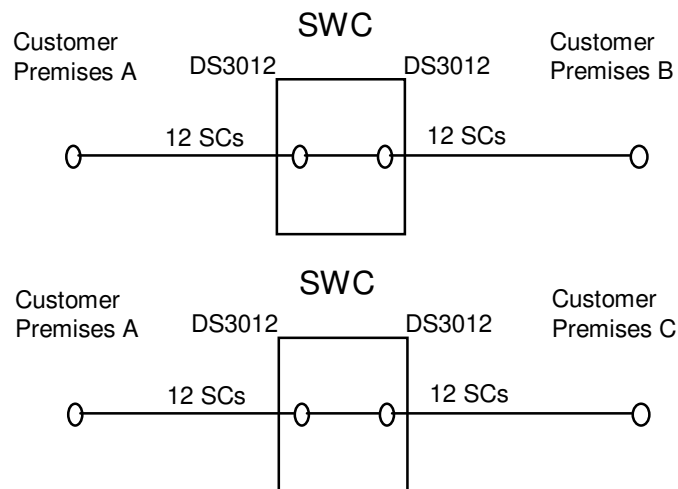 SWC
Customer
Premises A
DS3012
DS3012
Customer
Premises B
12 SCs
12 SCs
SWC
Customer
Premises A
DS3012
DS3012
Customer
Premises C
12 SCs
12 SCs